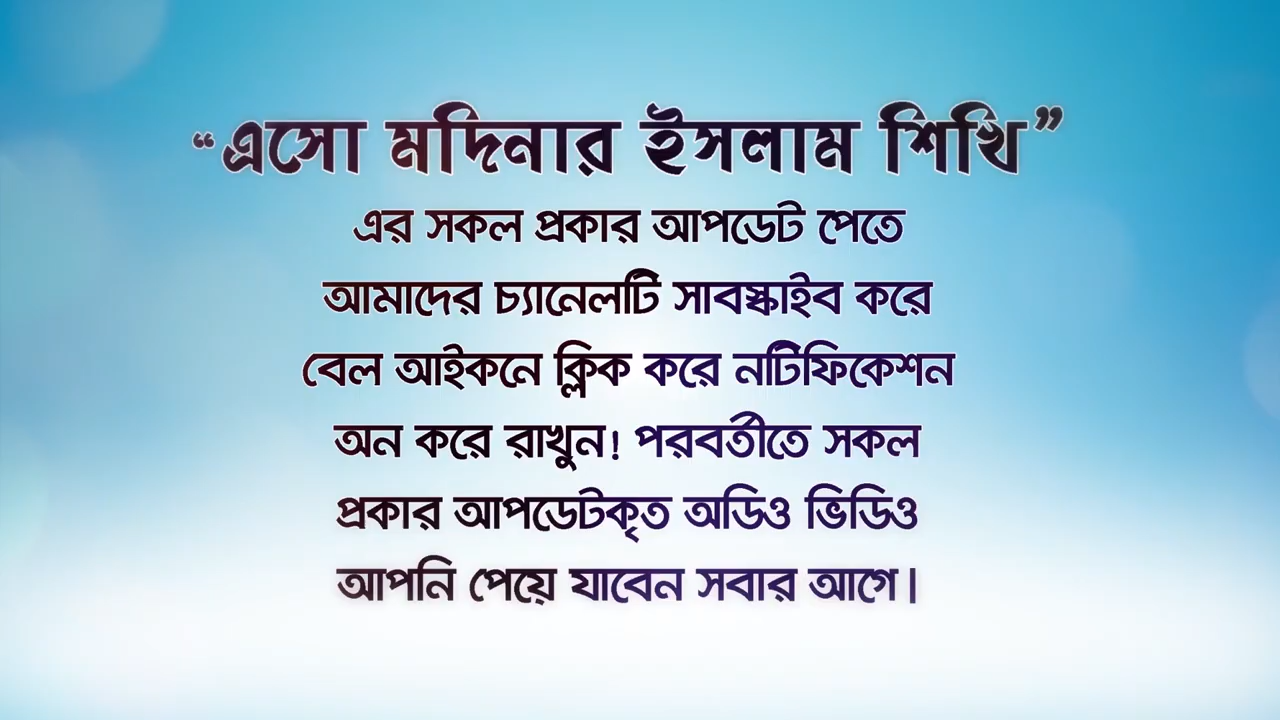 “এসো মদিনার ইসলাম শিখি”
এর সকল প্রকার আপডেট পেতে
আমাদের চ্যানেলটি সাবস্কাইব করে
বেল আইকনে ক্লিক করে নটিফিকেশন
অন করে রাখুন! পরবর্তীতে সকল
প্রকার আপডেটকৃত অডিও ভিডিও
আপনি পেয়ে যাবেন সবার আগে।